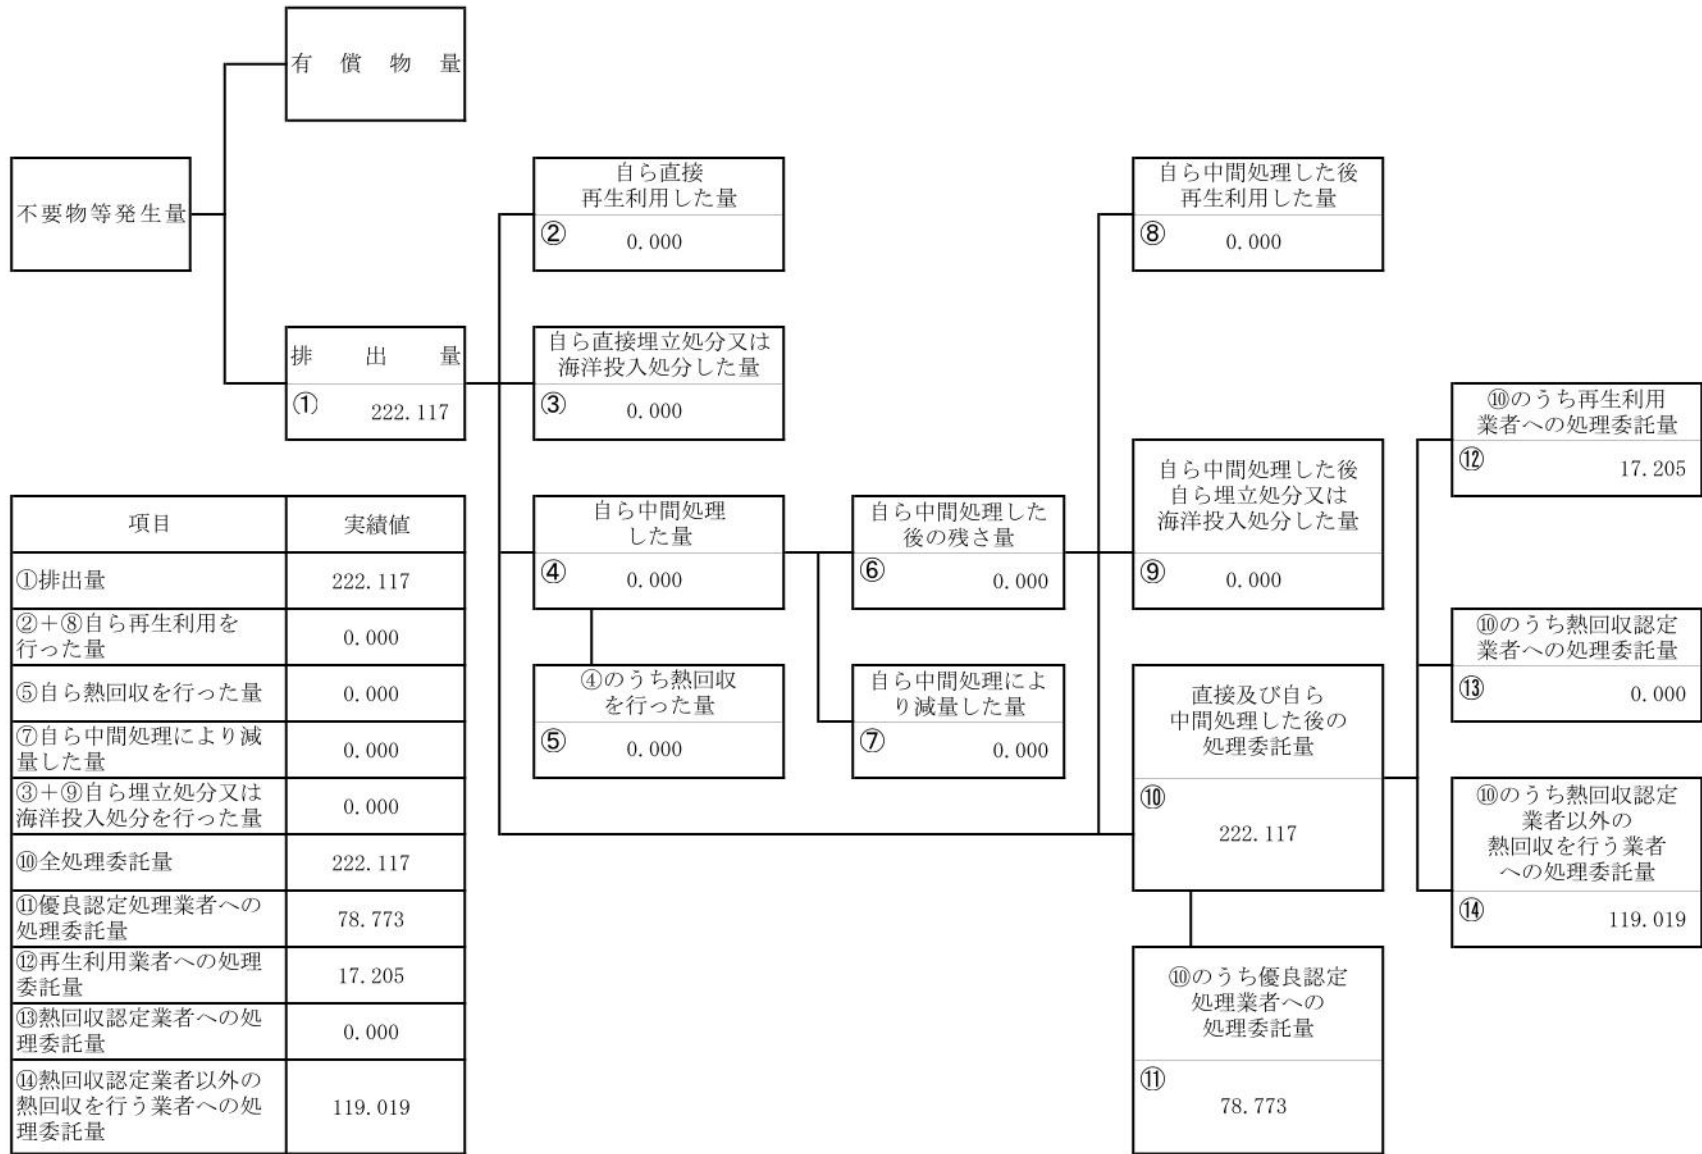 有償物量
不要物等発生量
排出量
① 222.117
自ら直接
再生利用した量
② 0.000
自ら直接埋立処分又は
海洋投入処分した量
③ 0.000
自ら中間処理
した量
④ 0.000
④のうち熱回収
を行った量
⑤ 0.000
自ら中間処理した
後の残さ量
⑥ 0.000
自ら中間処理によ
り減量した量
⑦ 0.000
自ら中間処理した後
再生利用した量
⑧ 0.000
自ら中間処理した後
自ら埋立処分又は
海洋投入処分した量
⑨ 0.000
直接及び自ら
中間処理した後の
処理委託量
⑩
222.117
⑩のうち優良認定
処理業者への
処理委託量
⑪
78.773
⑩のうち再生利用
業者への処理委託量
⑫ 17.205
⑩のうち熱回収認定
業者への処理委託量
⑬ 0.000
⑩のうち熱回収認定
業者以外の
熱回収を行う業者
への処理委託量
⑭ 119.019
項目 実績値
①排出量 222.117
②+⑧自ら再生利用を
行った量 0.000
⑤自ら熱回収を行った量 0.000
⑦自ら中間処理により減
量した量 0.000
③+⑨自ら埋立処分又は
海洋投入処分を行った量 0.000
⑩全処理委託量 222.117
⑪優良認定処理業者への
処理委託量 78.773
⑫再生利用業者への処理
委託量 17.205
⑬熱回収認定業者への処
理委託量 0.000
⑭熱回収認定業者以外の
熱回収を行う業者への処
理委託量 119.019